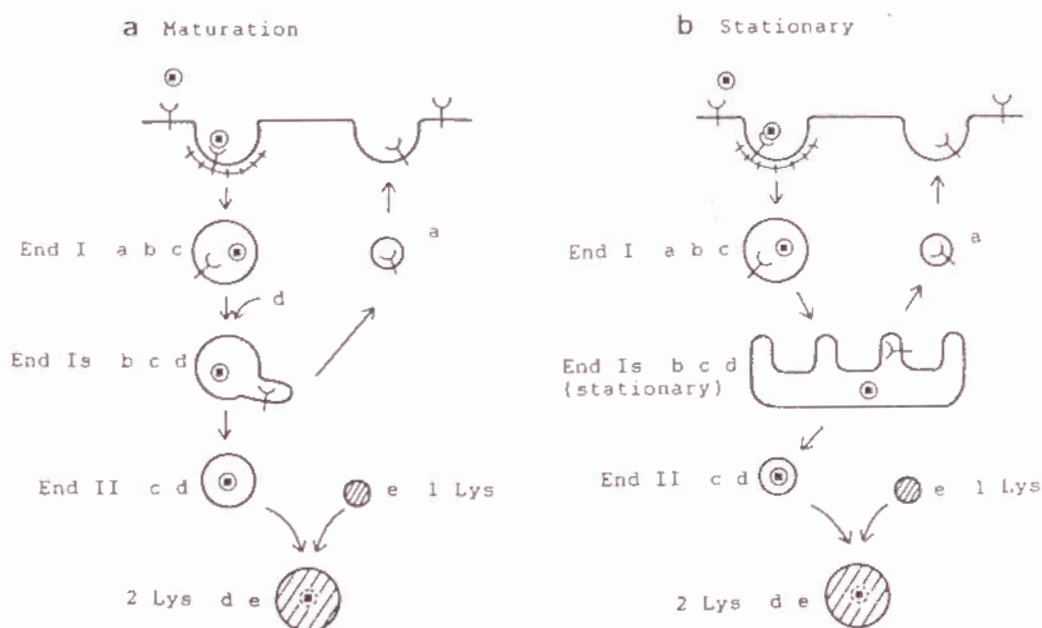 a Maturation
a
End I a b c
d
End Is b c d
End II c d
e 1 Lys
2 Lys d e
b Stationary
a
End I a b c
End Is b c d
(stationary)
End II c d
e 1 Lys
2 Lys d e